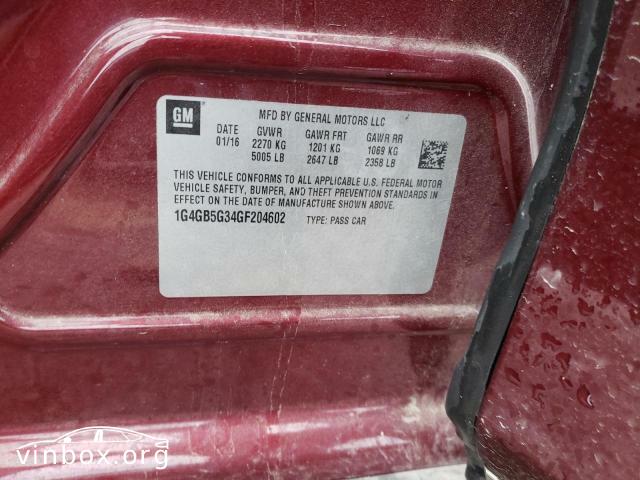 GM
MFD BY GENERAL MOTORS LLC
DATE GVWR GAWR FRT GAWR RR
01/16 2270 KG 1201 KG 1069 KG
5005 LB 2647 LB 2358 LB
THIS VEHICLE CONFORMS TO ALL APPLICABLE U.S. FEDERAL MOTOR
VEHICLE SAFETY, BUMPER, AND THEFT PREVENTION STANDARDS IN
EFFECT ON THE DATE OF MANUFACTURE SHOWN ABOVE.
1G4GB5G34GF204602 TYPE: PASS CAR
vinbox.org